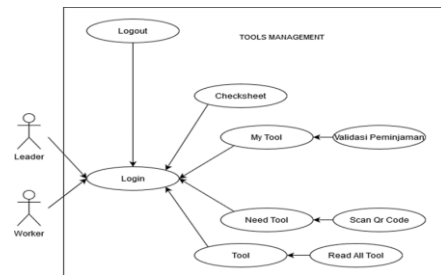 Logout
TOOLS MANAGEMENT
Checksheet
My Tool
Validasi Peminjaman
Leader
Login
Worker
Need Tool
Scan Qr Code
Tool
Read All Tool